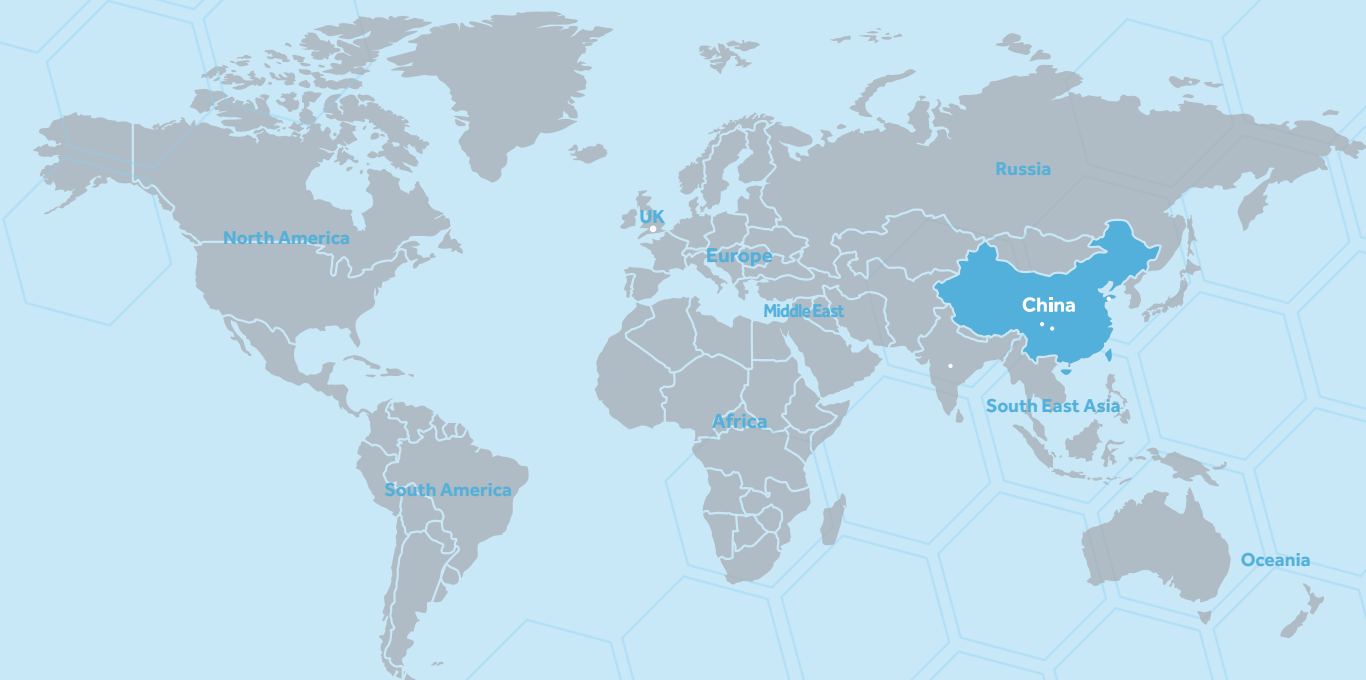 Russia
UK
North America
Europe
China
Middle East
South East Asia
Africa
South America
Oceania